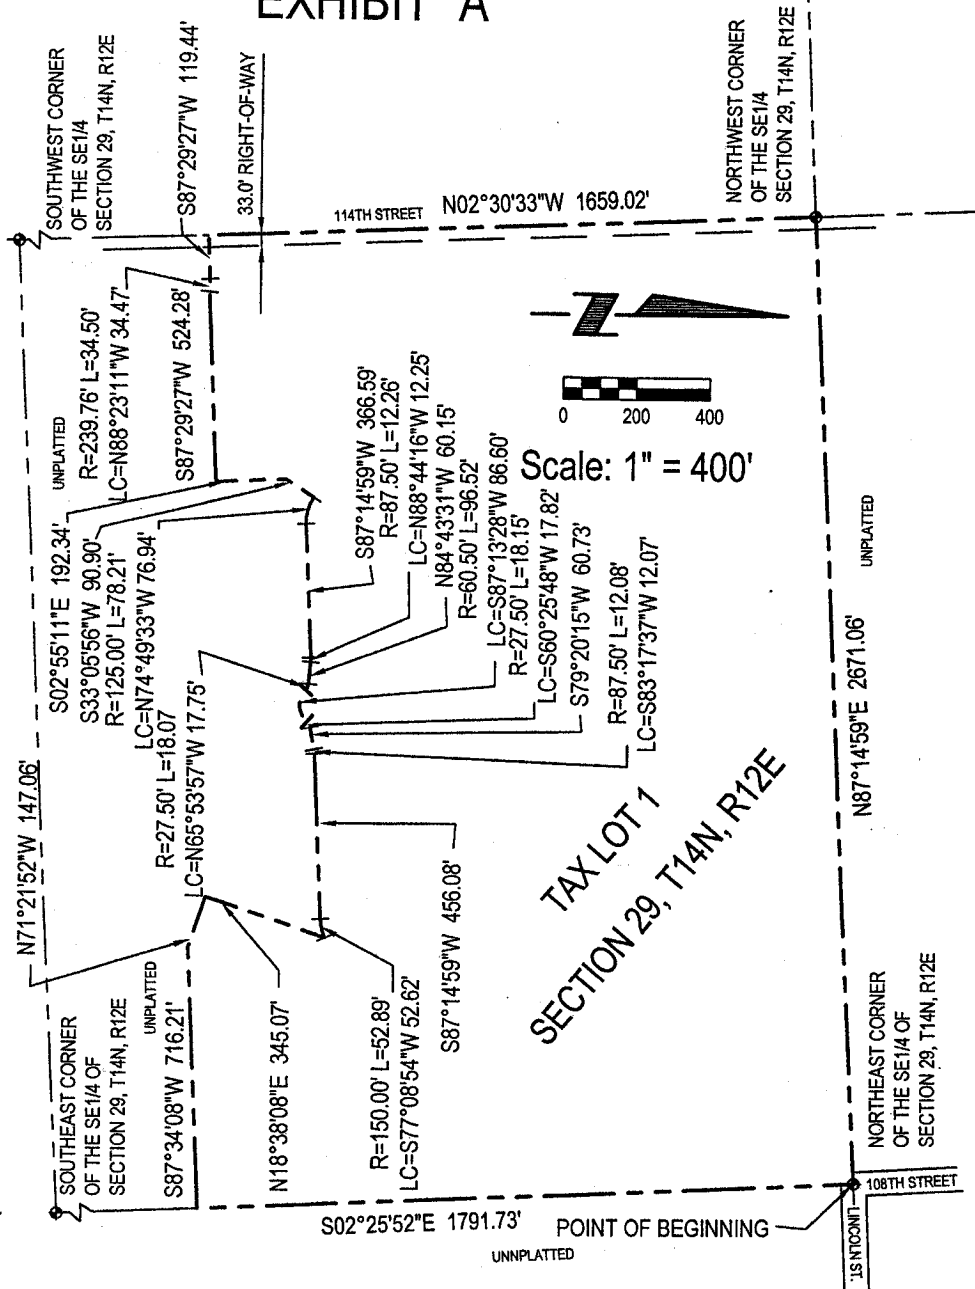 EXHIBIT "A"
SOUTHWEST CORNER
OF THE SE1/4
SECTION 29, T14N, R12E
S87°29'27"W 119.44'
33.0' RIGHT-OF-WAY
114TH STREET
N02°30'33"W 1659.02'
NORTHWEST CORNER
OF THE SE1/4
SECTION 29, T14N, R12E
UNPLATTED
R=239.76' L=34.50'
LC=N88°23'11"W 34.47'
S87°29'27"W 524.28'
S02°55'11"E 192.34'
S33°05'56"W 90.90'
R=125.00' L=78.21'
LC=N74°49'33"W 76.94'
R=27.50' L=18.07
LC=N65°53'57"W 17.75'
S87°14'59"W 366.59'
R=87.50' L=12.26'
LC=N88°44'16"W 12.25'
N84°43'31"W 60.15'
R=60.50' L=96.52'
LC=S87°13'28"W 86.60'
R=27.50' L=18.15'
LC=S60°25'48"W 17.82'
S79°20'15"W 60.73'
R=87.50' L=12.08'
LC=S83°17'37"W 12.07'
0 200 400
Scale: 1" = 400'
UNPLATTED
N87°14'59"E 2671.06'
N71°21'52"W 147.06'
TAX LOT 1
SECTION 29, T14N, R12E
S87°14'59"W 456.08'
R=150.00' L=52.89'
LC=S77°08'54"W 52.62'
N18°38'08"E 345.07'
UNPLATTED
S87°34'08"W 716.21'
SOUTHEAST CORNER
OF THE SE1/4 OF
SECTION 29, T14N, R12E
NORTHEAST CORNER
OF THE SE1/4 OF
SECTION 29, T14N, R12E
108TH STREET
LINCOLN ST.
S02°25'52"E 1791.73'
POINT OF BEGINNING
UNNPLATTED